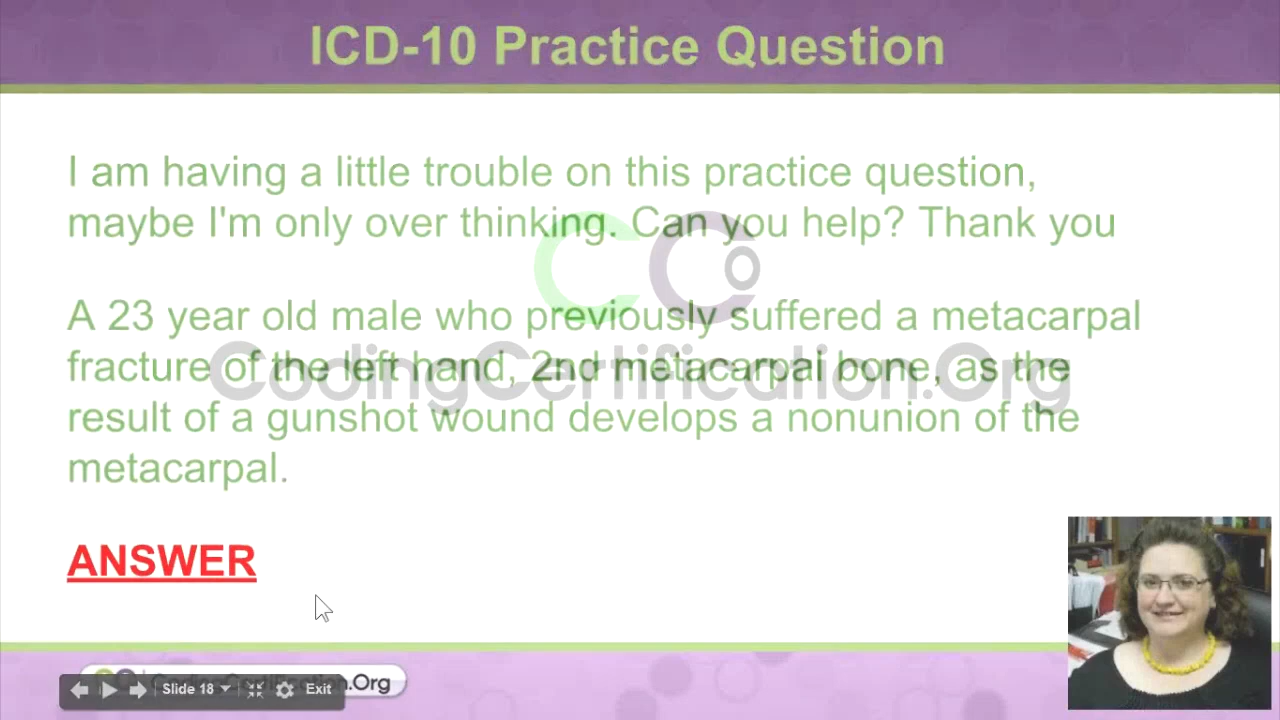 ICD-10 Practice Question
I am having a little trouble on this practice question,
maybe I'm only over thinking. Can you help? Thank you
A 23 year old male who previously suffered a metacarpal
fracture of the left hand, 2nd metacarpal bone, as the
result of a gunshot wound develops a nonunion of the
metacarpal.
CodingCertification.Org
ANSWER
Slide 18
Exit
.Org